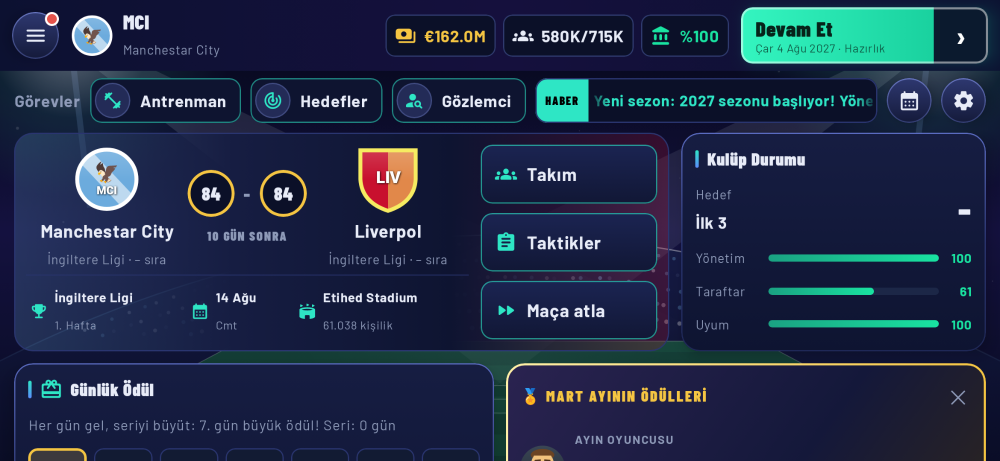 MCI
Manchestar City
€162.0M
580K/715K
%100
Devam Et
Çar 4 Ağu 2027 · Hazırlık
Görevler
Antrenman
Hedefler
Gözlemci
HABER
Yeni sezon: 2027 sezonu başlıyor! Yöne
MCI
Manchestar City
İngiltere Ligi · – sıra
84 - 84
10 GÜN SONRA
LIV
Liverpol
İngiltere Ligi · – sıra
İngiltere Ligi
1. Hafta
14 Ağu
Cmt
Etihed Stadium
61.038 kişilik
Takım
Taktikler
Maça atla
Kulüp Durumu
Hedef
İlk 3
–
Yönetim 100
Taraftar 61
Uyum 100
Günlük Ödül
Her gün gel, seriyi büyüt: 7. gün büyük ödül! Seri: 0 gün
MART AYININ ÖDÜLLERİ
AYIN OYUNCUSU